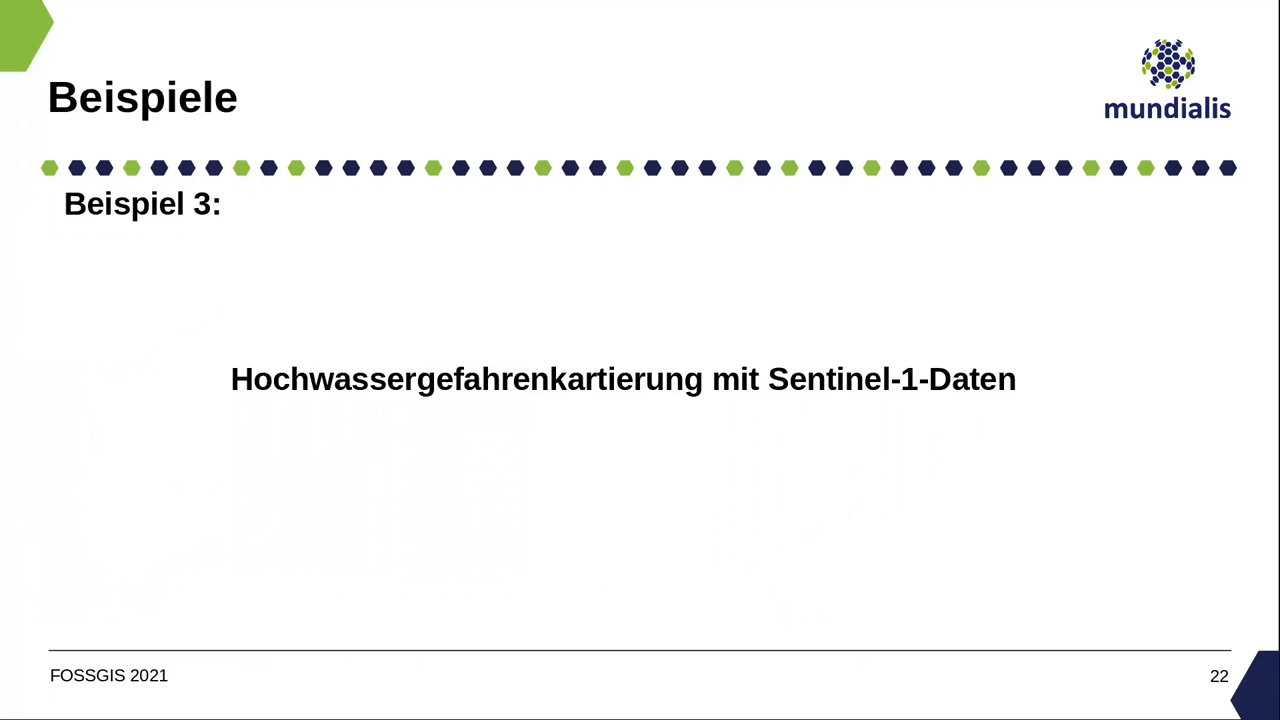 Beispiele
mundialis
Beispiel 3:
Hochwassergefahrenkartierung mit Sentinel-1-Daten
FOSSGIS 2021
22